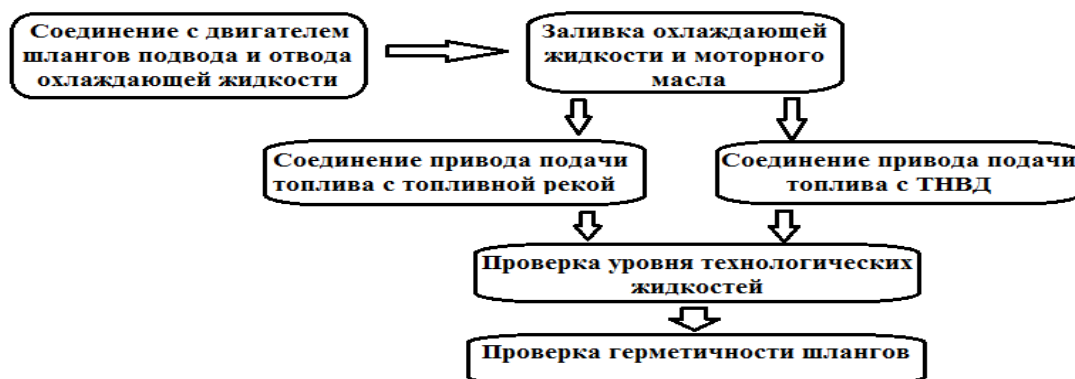 Соединение с двигателем
шлангов подвода и отвода
охлаждающей жидкости
Заливка охлаждающей
жидкости и моторного
масла
Соединение привода подачи
топлива с топливной рекой
Соединение привода подачи
топлива с ТНВД
Проверка уровня технологических
жидкостей
Проверка герметичности шлангов